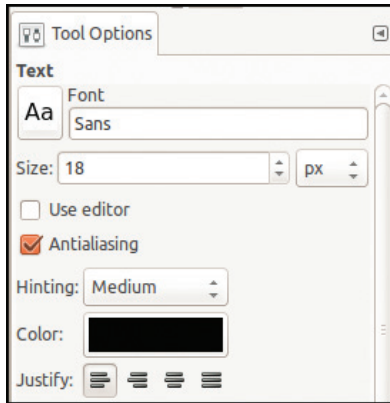 Tool Options
Text
Aa
Font
Sans
Size: 18 px
Use editor
Antialiasing
Hinting: Medium
Color:
Justify: